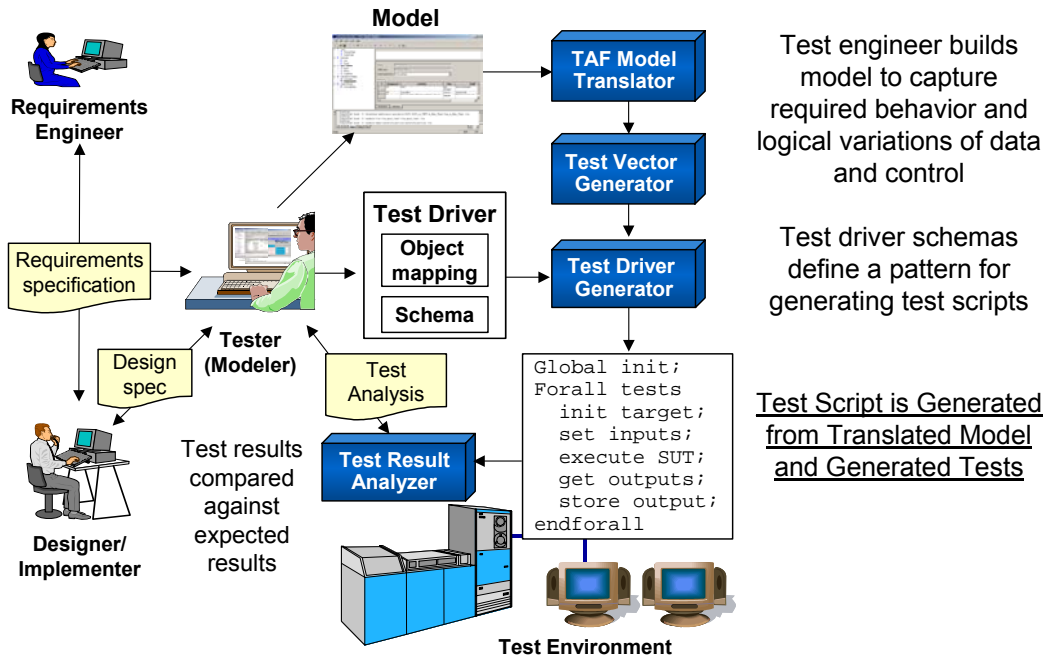 Model
Requirements
Engineer
TAF Model
Translator
Test engineer builds
model to capture
required behavior and
logical variations of data
and control
Test Vector
Generator
Requirements
specification
Tester
(Modeler)
Test Driver
Object
mapping
Schema
Test Driver
Generator
Test driver schemas
define a pattern for
generating test scripts
Design
spec
Test
Analysis
Global init;
Forall tests
init target;
set inputs;
execute SUT;
get outputs;
store output;
endforall
Test Script is Generated
from Translated Model
and Generated Tests
Test results
compared
against
expected
results
Test Result
Analyzer
Designer/
Implementer
Test Environment